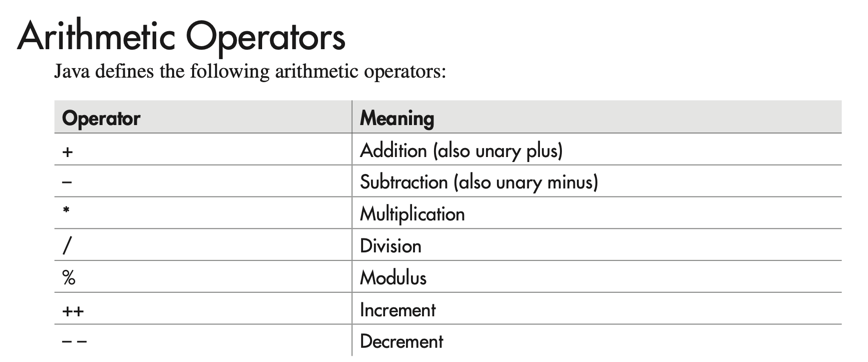 Arithmetic Operators
Java defines the following arithmetic operators:
Operator Meaning
+ Addition (also unary plus)
– Subtraction (also unary minus)
* Multiplication
/ Division
% Modulus
++ Increment
– – Decrement